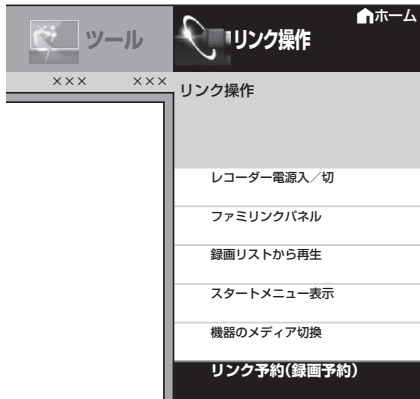 ホーム
ツール
リンク操作
××× ×××
リンク操作
レコーダー電源入／切
ファミリンクパネル
録画リストから再生
スタートメニュー表示
機器のメディア切換
リンク予約(録画予約)